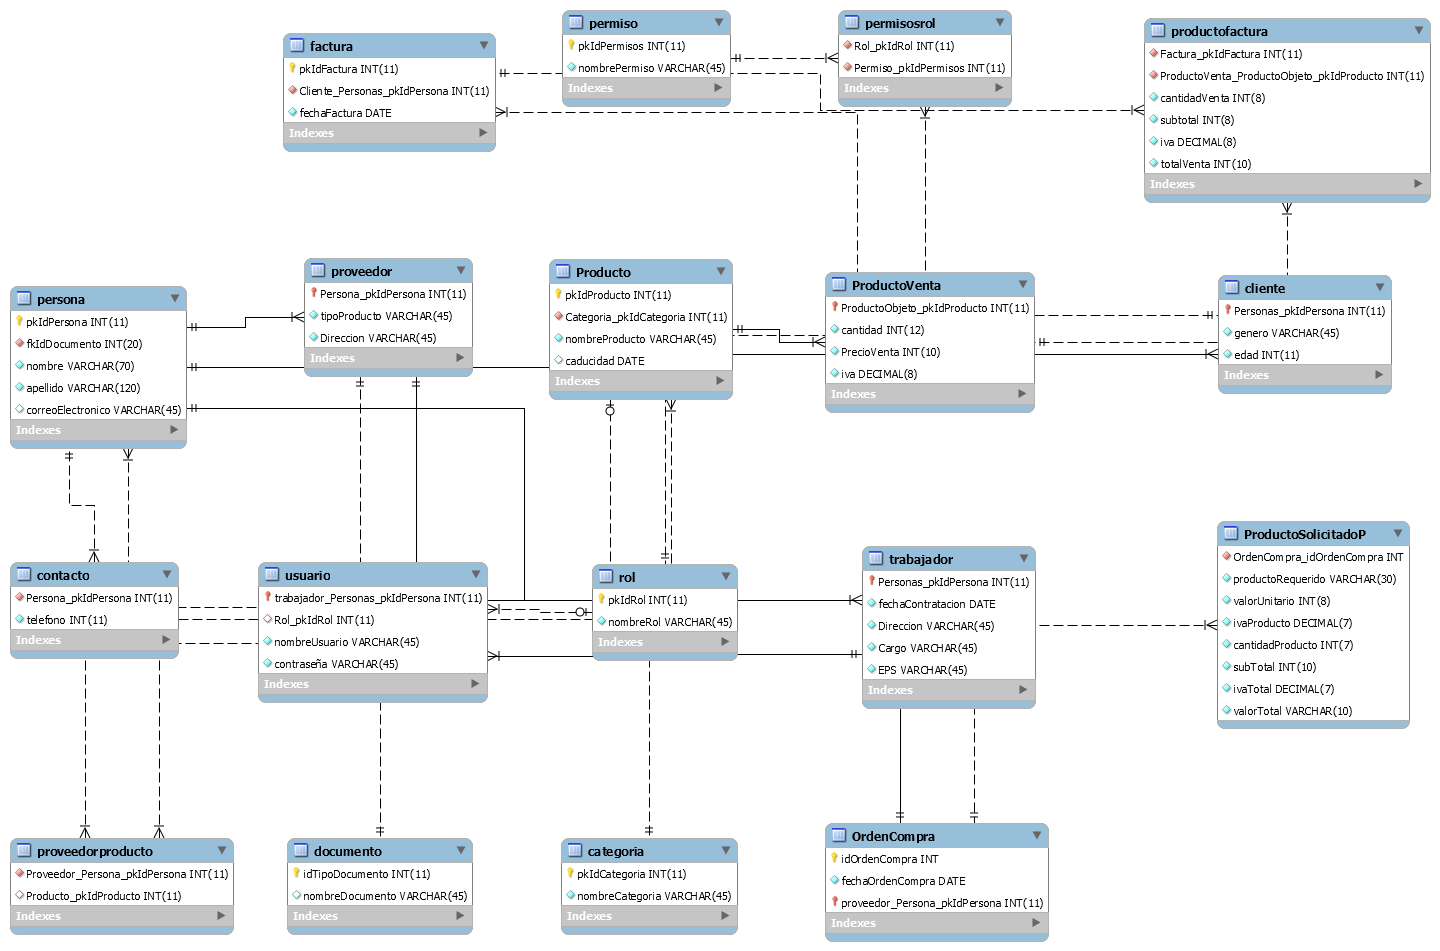 factura
pkIdFactura INT(11)
Cliente_Personas_pkIdPersona INT(11)
fechaFactura DATE
Indexes
permiso
pkIdPermisos INT(11)
nombrePermiso VARCHAR(45)
Indexes
permisosrol
Rol_pkIdRol INT(11)
Permiso_pkIdPermisos INT(11)
Indexes
productofactura
Factura_pkIdFactura INT(11)
ProductoVenta_ProductoObjeto_pkIdProducto INT(11)
cantidadVenta INT(8)
subtotal INT(8)
iva DECIMAL(8)
totalVenta INT(10)
Indexes
persona
pkIdPersona INT(11)
fkIdDocumento INT(20)
nombre VARCHAR(70)
apellido VARCHAR(120)
correoElectronico VARCHAR(45)
Indexes
proveedor
Persona_pkIdPersona INT(11)
tipoProducto VARCHAR(45)
Direccion VARCHAR(45)
Indexes
Producto
pkIdProducto INT(11)
Categoria_pkIdCategoria INT(11)
nombreProducto VARCHAR(45)
caducidad DATE
Indexes
ProductoVenta
ProductoObjeto_pkIdProducto INT(11)
cantidad INT(12)
PrecioVenta INT(10)
iva DECIMAL(8)
Indexes
cliente
Personas_pkIdPersona INT(11)
genero VARCHAR(45)
edad INT(11)
Indexes
contacto
Persona_pkIdPersona INT(11)
telefono INT(11)
Indexes
usuario
trabajador_Personas_pkIdPersona INT(11)
Rol_pkIdRol INT(11)
nombreUsuario VARCHAR(45)
contraseña VARCHAR(45)
Indexes
rol
pkIdRol INT(11)
nombreRol VARCHAR(45)
Indexes
trabajador
Personas_pkIdPersona INT(11)
fechaContratacion DATE
Direccion VARCHAR(45)
Cargo VARCHAR(45)
EPS VARCHAR(45)
Indexes
ProductoSolicitadoP
OrdenCompra_idOrdenCompra INT
productoRequerido VARCHAR(30)
valorUnitario INT(8)
ivaProducto DECIMAL(7)
cantidadProducto INT(7)
subTotal INT(10)
ivaTotal DECIMAL(7)
valorTotal VARCHAR(10)
proveedorproducto
Proveedor_Persona_pkIdPersona INT(11)
Producto_pkIdProducto INT(11)
Indexes
documento
idTipoDocumento INT(11)
nombreDocumento VARCHAR(45)
Indexes
categoria
pkIdCategoria INT(11)
nombreCategoria VARCHAR(45)
Indexes
OrdenCompra
idOrdenCompra INT
fechaOrdenCompra DATE
proveedor_Persona_pkIdPersona INT(11)
Indexes